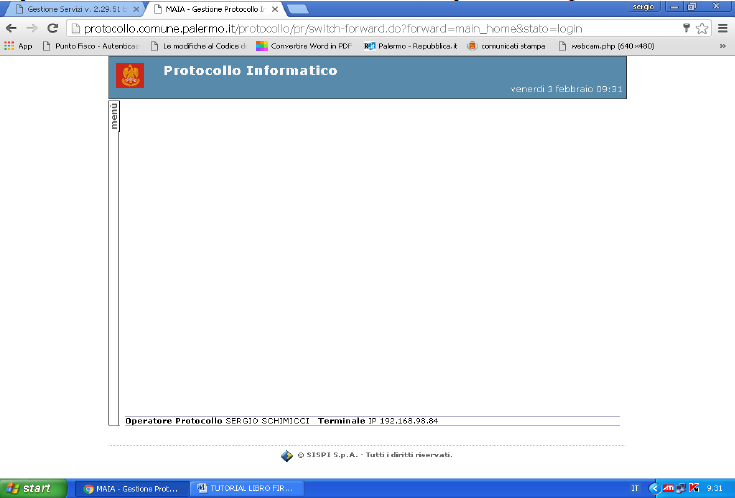 Gestione Servizi v. 2.29.51 t
MAIA - Gestione Protocollo I
sergio
protocollo.comune.palermo.it/protocollo/pr/switch-forward.do?forward=main_home&stato=login
App
Punto Fisco - Autenticaz
Le modifiche al Codice d
Convertire Word in PDF
Palermo - Repubblica.it
comunicati stampa
webcam.php (640×480)
»
Protocollo Informatico
venerdì 3 febbraio 09:31
menù
Operatore Protocollo SERGIO SCHIMICCI Terminale IP 192.168.98.84
© SISPI S.p.A. - Tutti i diritti riservati.
start
MAIA - Gestione Prot...
TUTORIAL LIBRO FIR...
IT
9.31